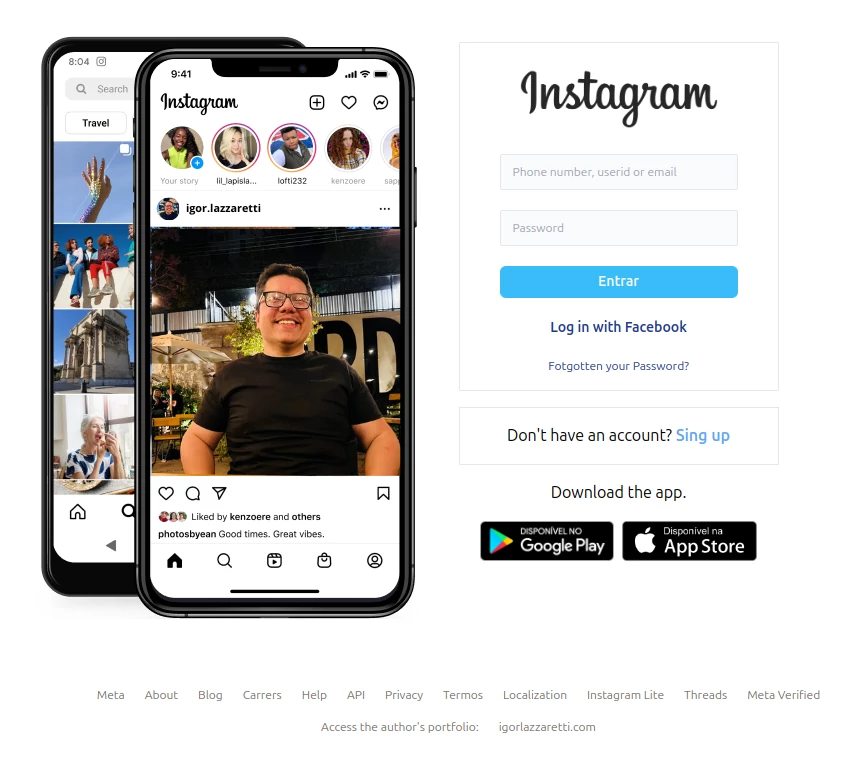 8:04
Search
Travel
9:41
Instagram
Your story
lil_lapisla...
lofti232
kenzoere
sapp
igor.lazzaretti
Liked by kenzoere and others
photosbyean Good times. Great vibes.
Instagram
Phone number, userid or email
Password
Entrar
Log in with Facebook
Fotgotten your Password?
Don't have an account? Sing up
Download the app.
DISPONÍVEL NO
Google Play
Disponível na
App Store
Meta About Blog Carrers Help API Privacy Termos Localization Instagram Lite Threads Meta Verified
Access the author's portfolio: igorlazzaretti.com